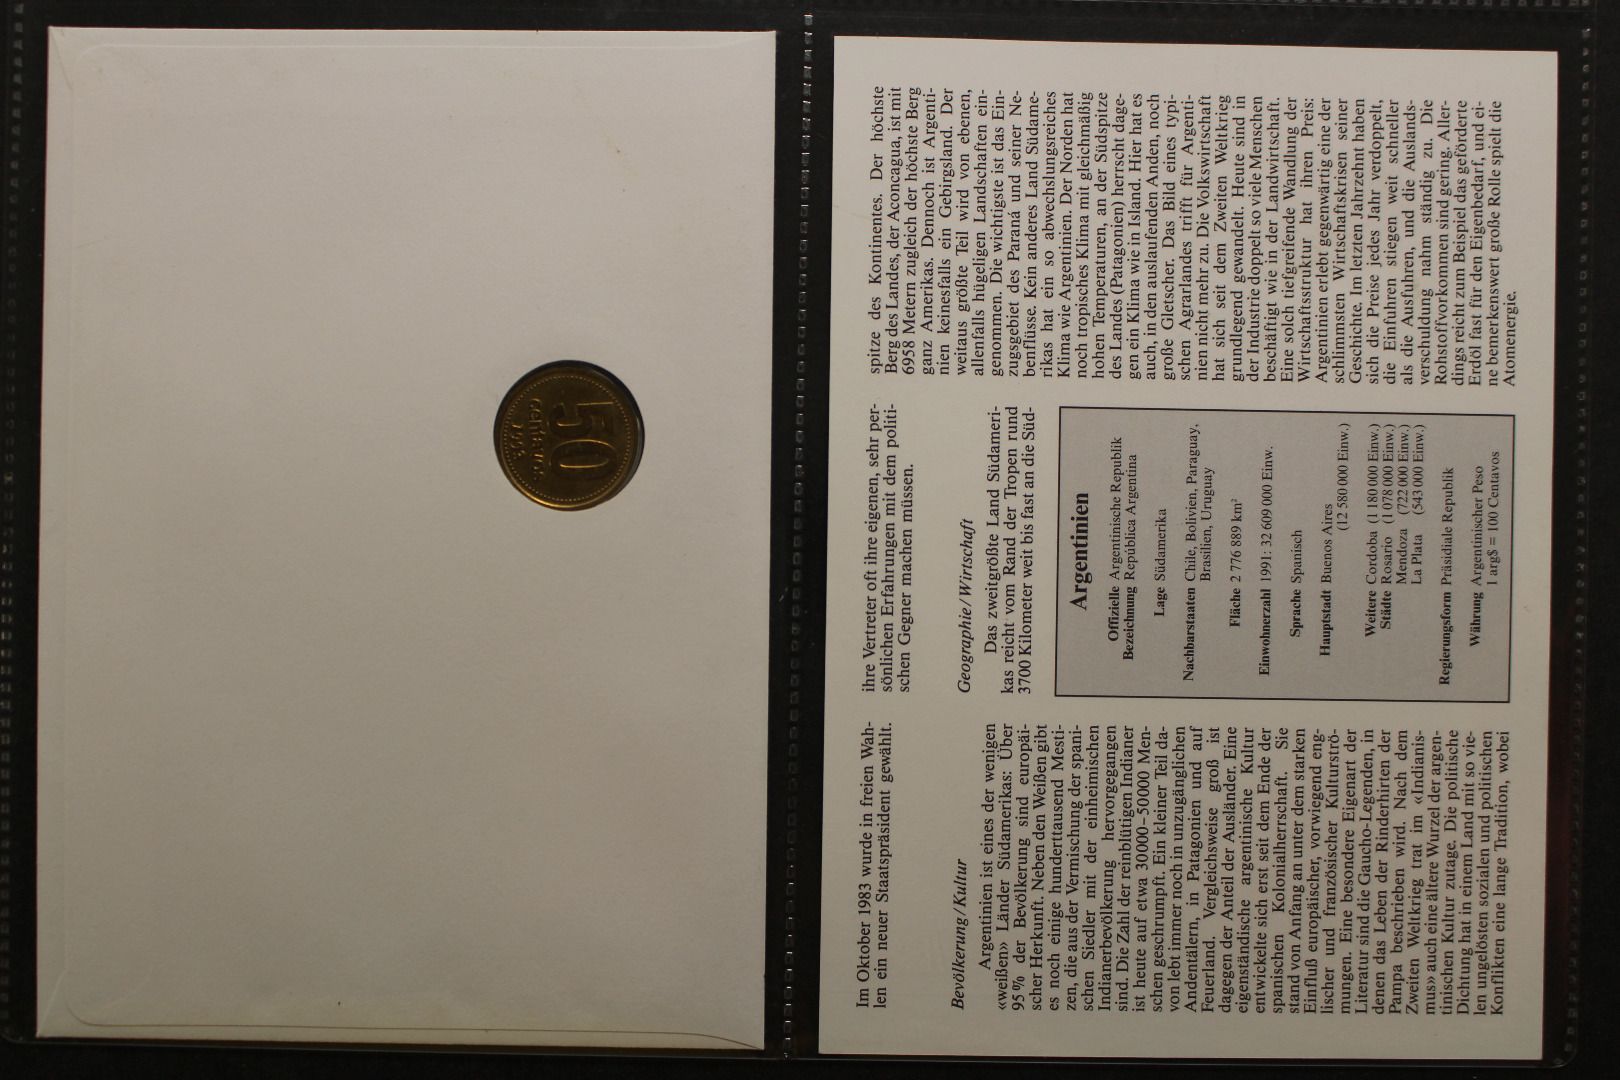 50
centavos
Im Oktober 1983 wurde in freien Wah-
len ein neuer Staatspräsident gewählt.
Bevölkerung/Kultur
Argentinien ist eines der wenigen
«weißen» Länder Südamerikas: Über
95% der Bevölkerung sind europäi-
scher Herkunft. Neben den Weißen gibt
es noch einige hunderttausend Mesti-
zen, die aus der Vermischung der spani-
schen Siedler mit der einheimischen
Indianerbevölkerung hervorgegangen
sind. Die Zahl der reinblütigen Indianer
ist heute auf etwa 30000–50000 Men-
schen geschrumpft. Ein kleiner Teil da-
von lebt immer noch in unzugänglichen
Andentälern, in Patagonien und auf
Feuerland. Vergleichsweise groß ist
dagegen der Anteil der Ausländer. Eine
eigenständische argentinische Kultur
entwickelte sich erst seit dem Ende der
spanischen Kolonialherrschaft. Sie
stand von Anfang an unter dem starken
Einfluß europäischer, vorwiegend eng-
lischer und französischer Kulturströ-
mungen. Eine besondere Eigenart der
Literatur sind die Gaucho-Legenden, in
denen das Leben der Rinderhirten der
Pampa beschrieben wird. Nach dem
Zweiten Weltkrieg trat im «Indianis-
mus» auch eine ältere Wurzel der argen-
tinischen Kultur zutage. Die politische
Dichtung hat in einem Land mit so vie-
len ungelösten sozialen und politischen
Konflikten eine lange Tradition, wobei
ihre Vertreter oft ihre eigenen, sehr per-
sönlichen Erfahrungen mit dem politi-
schen Gegner machen müssen.
Geographie/Wirtschaft
Das zweitgrößte Land Südameri-
kas reicht vom Rand der Tropen rund
3700 Kilometer weit bis fast an die Süd-
Argentinien
Offizielle Argentinische Republik
Bezeichnung República Argentina
Lage Südamerika
Nachbarstaaten Chile, Bolivien, Paraguay,
Brasilien, Uruguay
Fläche 2 776 889 km²
Einwohnerzahl 1991: 32 609 000 Einw.
Sprache Spanisch
Hauptstadt Buenos Aires
(12 580 000 Einw.)
Weitere Cordoba (1 180 000 Einw.)
Städte Rosario (1 078 000 Einw.)
Mendoza (722 000 Einw.)
La Plata (543 000 Einw.)
Regierungsform Präsidiale Republik
Währung Argentinischer Peso
1 arg$ = 100 Centavos
spitze des Kontinentes. Der höchste
Berg des Landes, der Aconcagua, ist mit
6958 Metern zugleich der höchste Berg
ganz Amerikas. Dennoch ist Argenti-
nien keinesfalls ein Gebirgsland. Der
weitaus größte Teil wird von ebenen,
allenfalls hügeligen Landschaften ein-
genommen. Die wichtigste ist das Ein-
zugsgebiet des Paraná und seiner Ne-
benflüsse. Kein anderes Land Südame-
rikas hat ein so abwechslungsreiches
Klima wie Argentinien. Der Norden hat
noch tropisches Klima mit gleichmäßig
hohen Temperaturen, an der Südspitze
des Landes (Patagonien) herrscht dage-
gen ein Klima wie in Island. Hier hat es
auch, in den auslaufenden Anden, noch
große Gletscher. Das Bild eines typi-
schen Agrarlandes trifft für Argenti-
nien nicht mehr zu. Die Volkswirtschaft
hat sich seit dem Zweiten Weltkrieg
grundlegend gewandelt. Heute sind in
der Industrie doppelt so viele Menschen
beschäftigt wie in der Landwirtschaft.
Eine solch tiefgreifende Wandlung der
Wirtschaftsstruktur hat ihren Preis:
Argentinien erlebt gegenwärtig eine der
schlimmsten Wirtschaftskrisen seiner
Geschichte. Im letzten Jahrzehnt haben
sich die Preise jedes Jahr verdoppelt,
die Einfuhren stiegen weit schneller
als die Ausfuhren, und die Auslands-
verschuldung nahm ständig zu. Die
Rohstoffvorkommen sind gering. Aller-
dings reicht zum Beispiel das geförderte
Erdöl fast für den Eigenbedarf, und ei-
ne bemerkenswert große Rolle spielt die
Atomenergie.